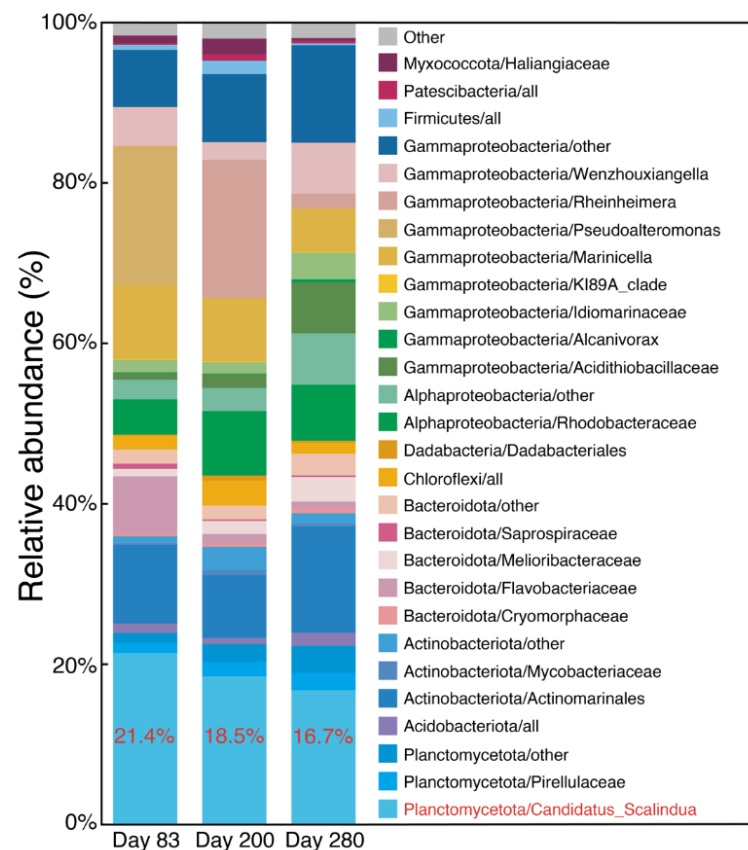 Relative abundance (%)
100%
80%
60%
40%
20%
0%
21.4%
18.5%
16.7%
Day 83
Day 200
Day 280
Other
Myxococcota/Haliangiaceae
Patescibacteria/all
Firmicutes/all
Gammaproteobacteria/other
Gammaproteobacteria/Wenzhouxiangella
Gammaproteobacteria/Rheinheimera
Gammaproteobacteria/Pseudoalteromonas
Gammaproteobacteria/Marinicella
Gammaproteobacteria/KI89A_clade
Gammaproteobacteria/Idiomarinaceae
Gammaproteobacteria/Alcanivorax
Gammaproteobacteria/Acidithiobacillaceae
Alphaproteobacteria/other
Alphaproteobacteria/Rhodobacteraceae
Dadabacteria/Dadabacteriales
Chloroflexi/all
Bacteroidota/other
Bacteroidota/Saprospiraceae
Bacteroidota/Melioribacteraceae
Bacteroidota/Flavobacteriaceae
Bacteroidota/Cryomorphaceae
Actinobacteriota/other
Actinobacteriota/Mycobacteriaceae
Actinobacteriota/Actinomarinales
Acidobacteriota/all
Planctomycetota/other
Planctomycetota/Pirellulaceae
Planctomycetota/Candidatus_Scalindua